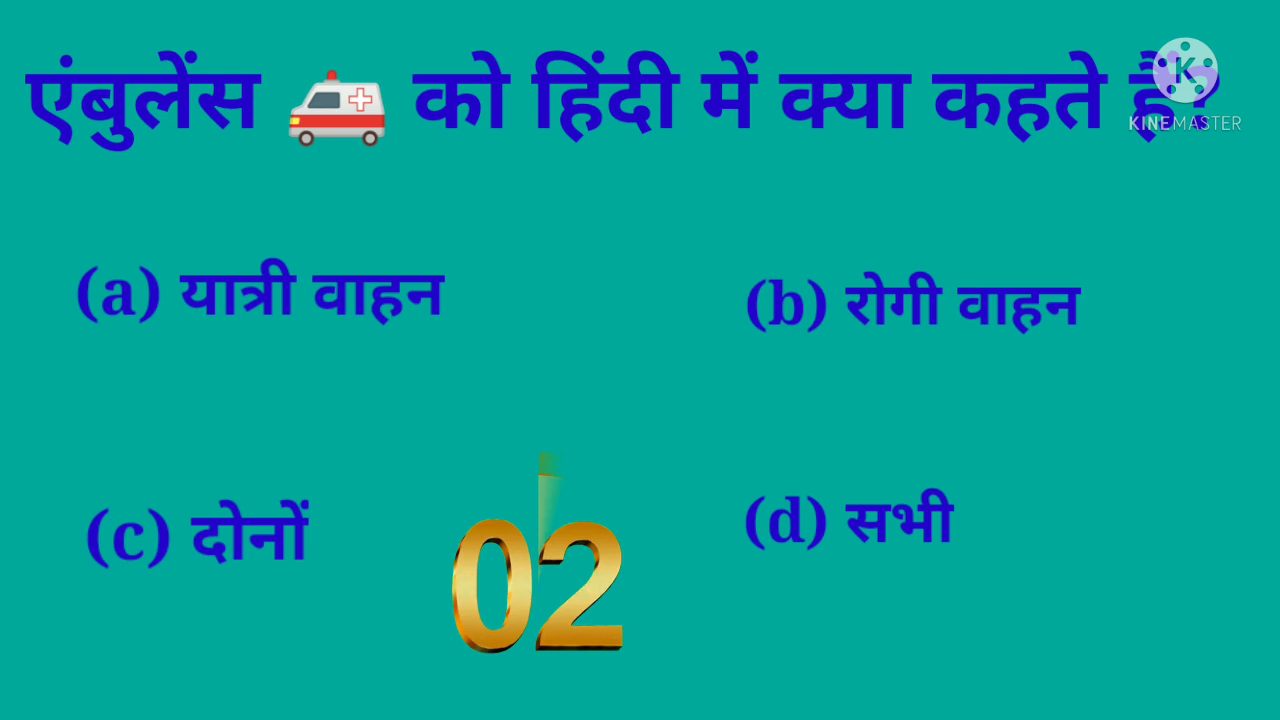 एंबुलेंस 🚑 को हिंदी में क्या कहते है?
KINEMASTER
(a) यात्री वाहन
(b) रोगी वाहन
(c) दोनों
(d) सभी
02